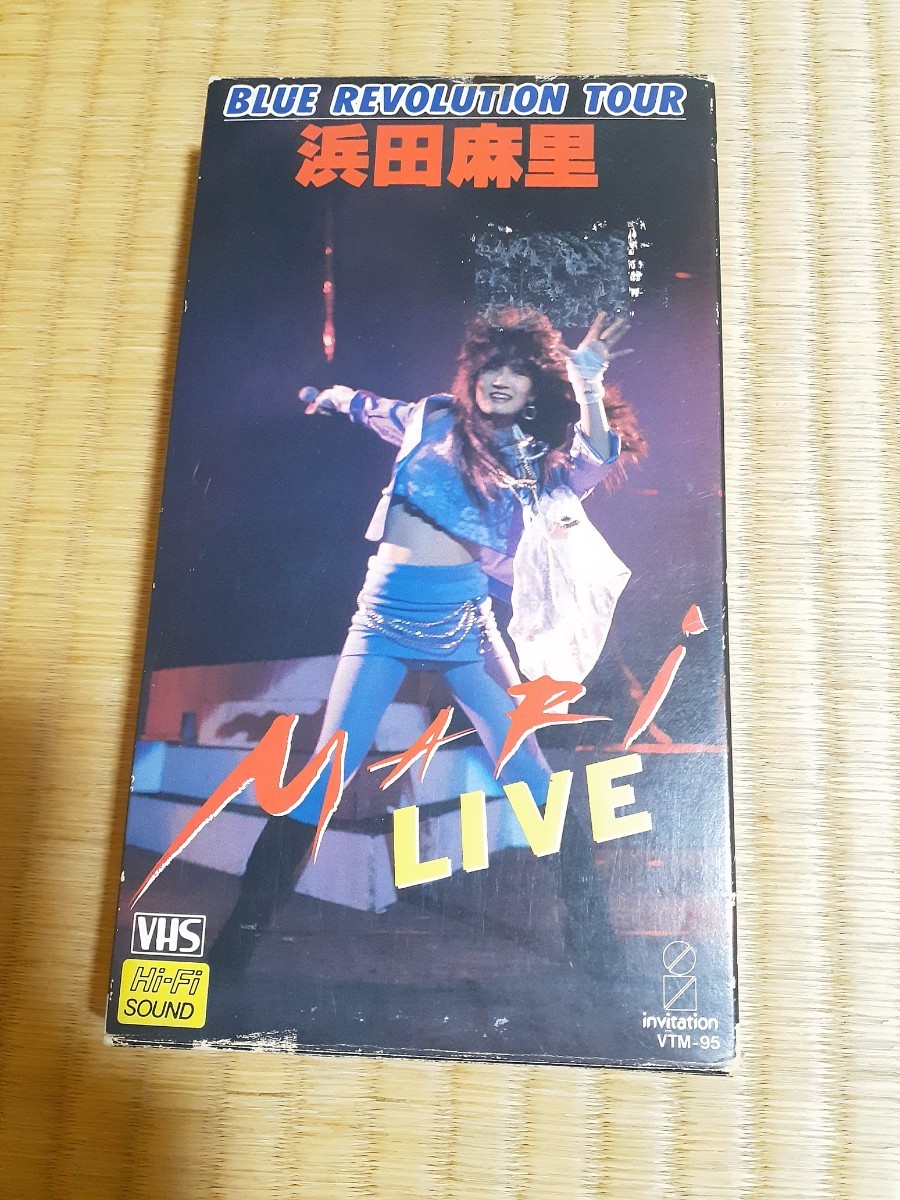 BLUE REVOLUTION TOUR
浜田麻里
MARI
LIVE
VHS
Hi-Fi
SOUND
invitation
VTM-95